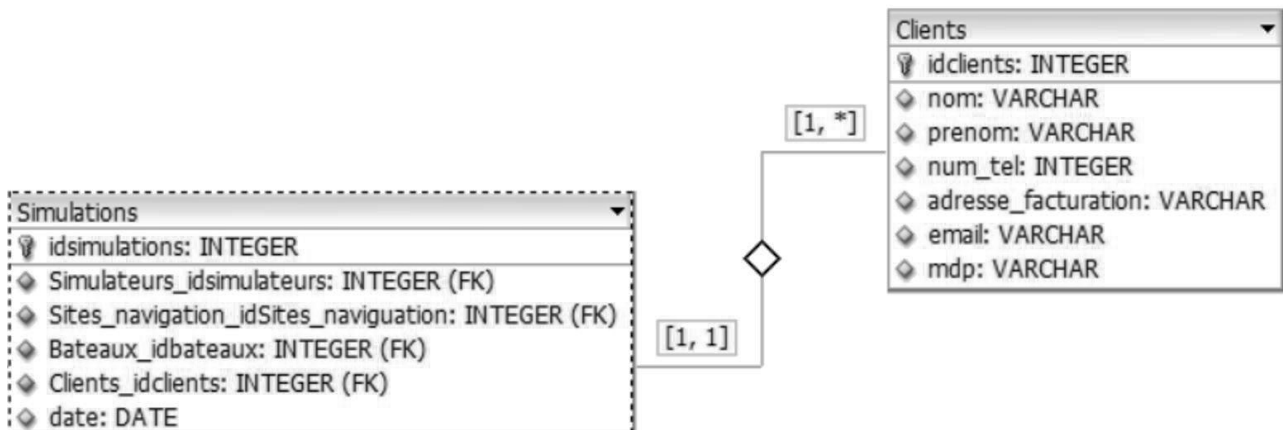 Clients
idclients: INTEGER
nom: VARCHAR
prenom: VARCHAR
num_tel: INTEGER
adresse_facturation: VARCHAR
email: VARCHAR
mdp: VARCHAR
[1, *]
Simulations
idsimulations: INTEGER
Simulateurs_idsimulateurs: INTEGER (FK)
Sites_navigation_idSites_naviguation: INTEGER (FK)
Bateaux_idbateaux: INTEGER (FK)
Clients_idclients: INTEGER (FK)
date: DATE
[1, 1]